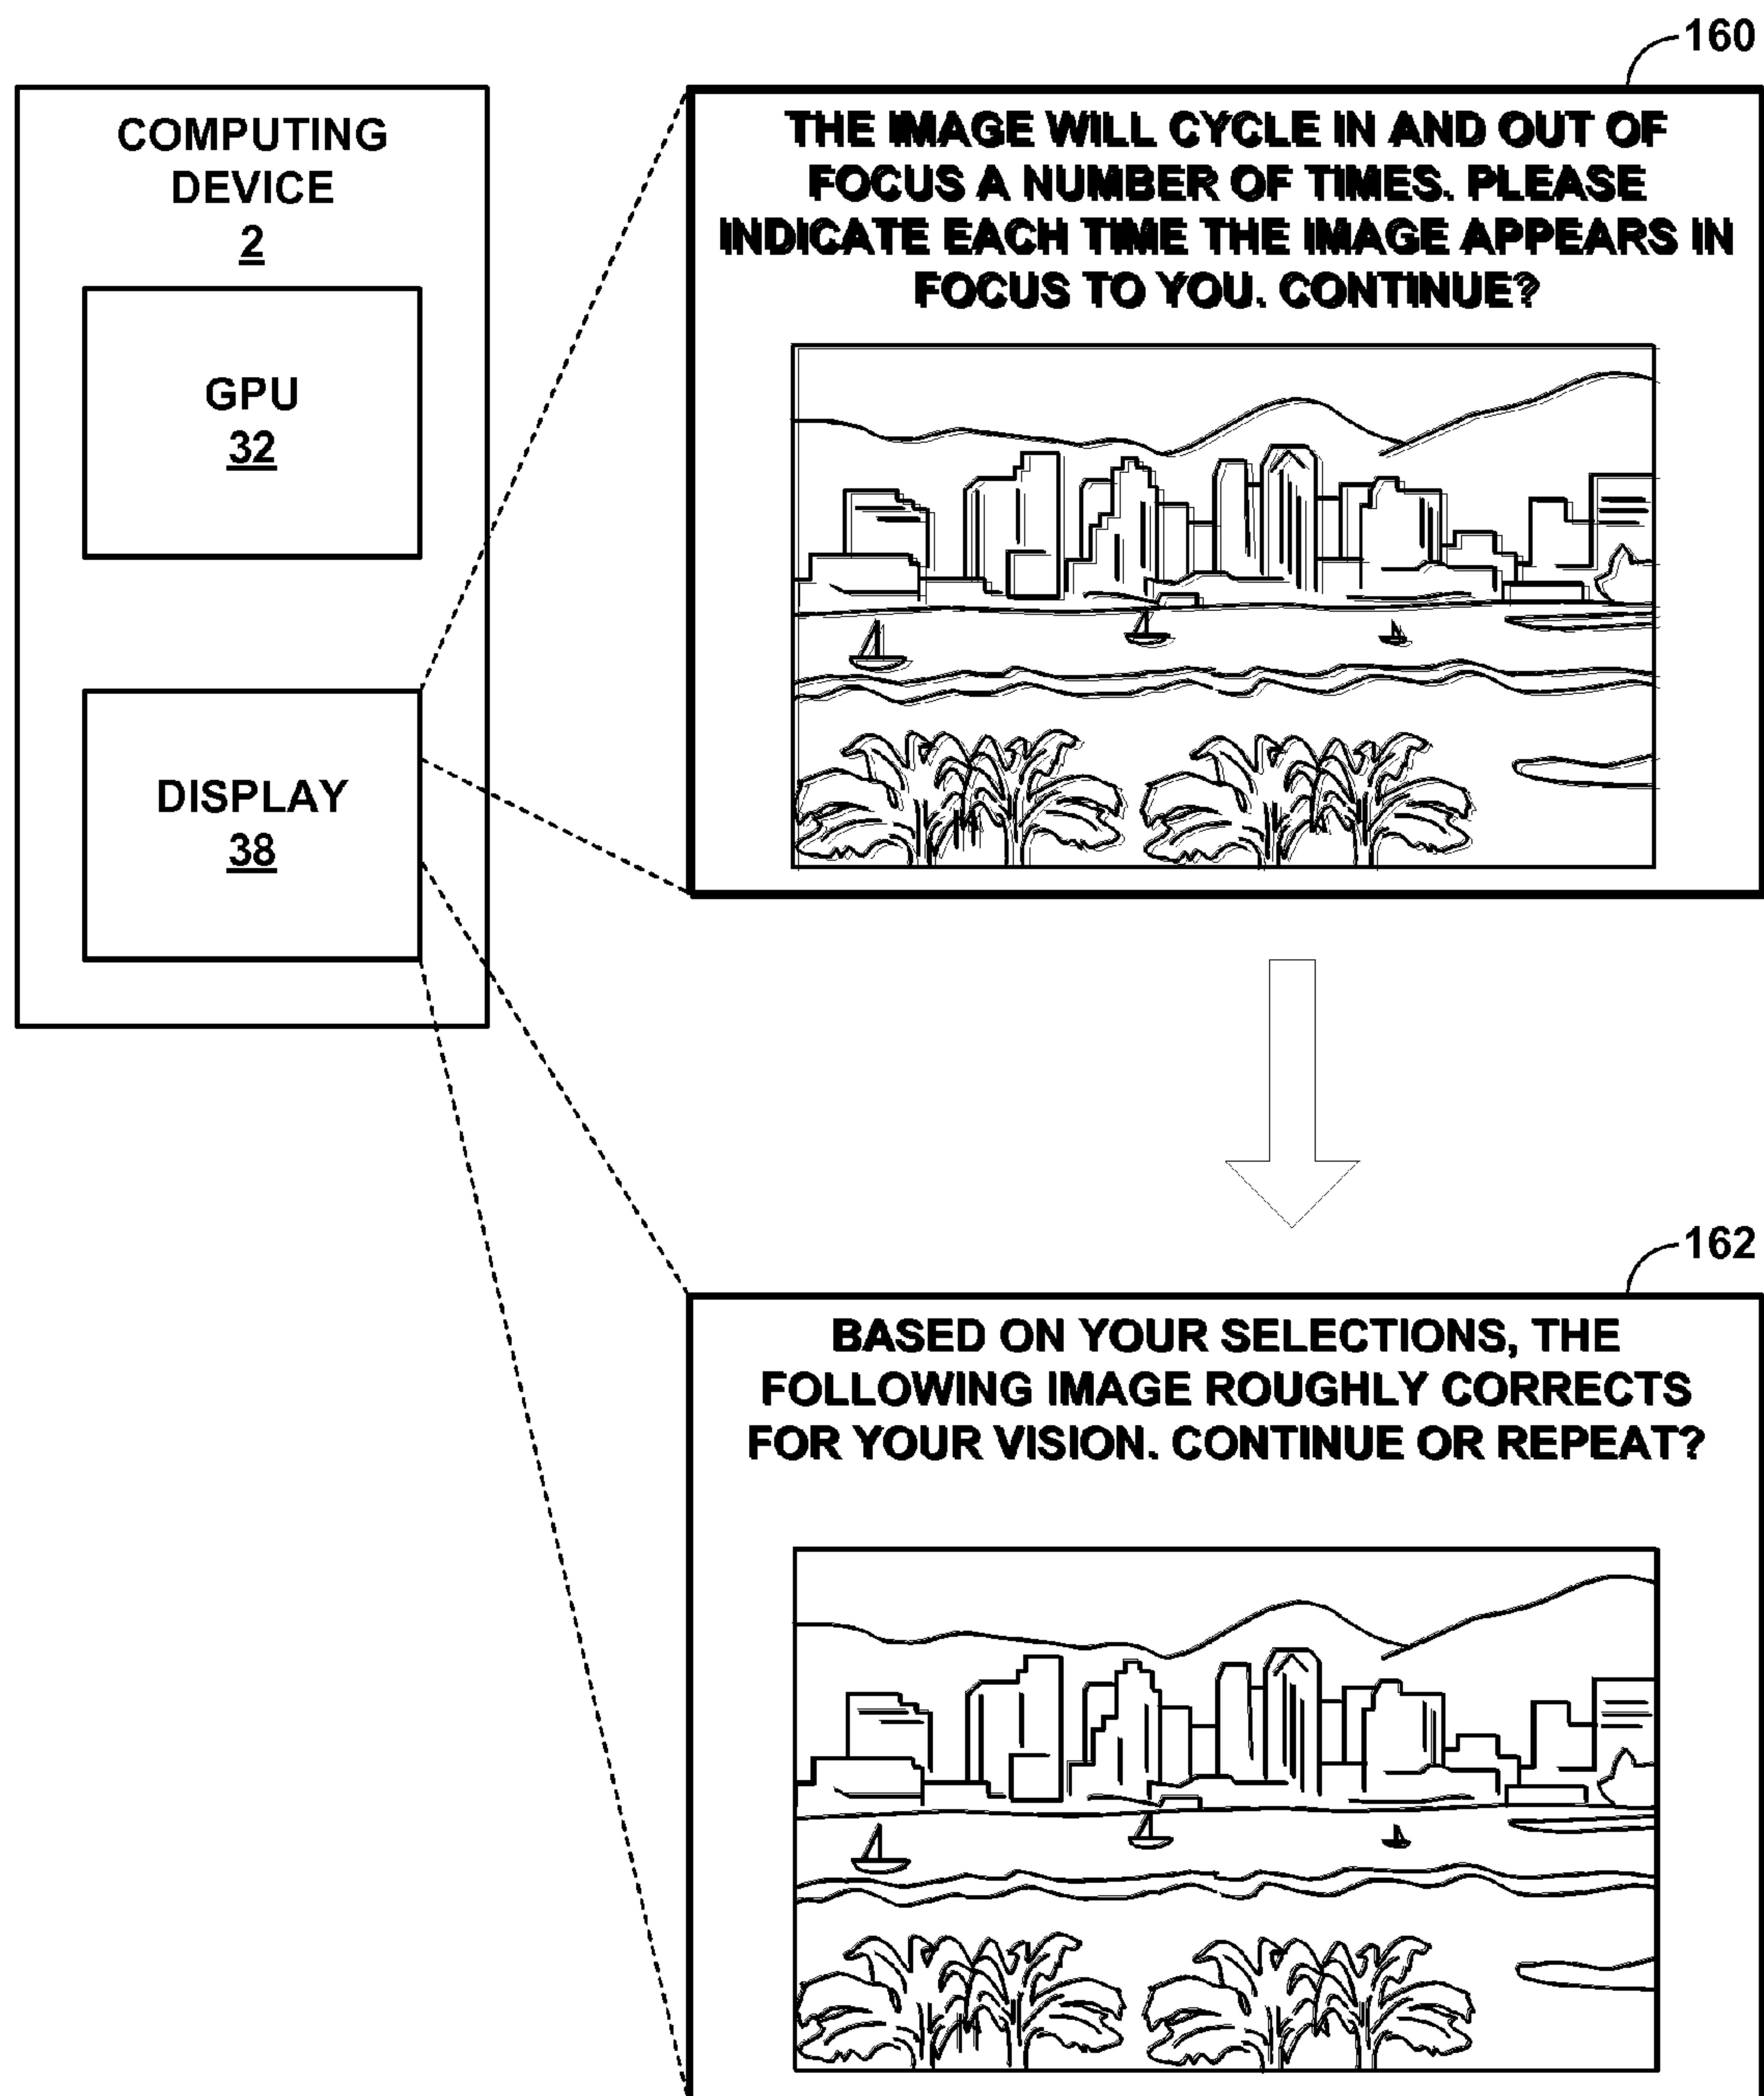 160
COMPUTING
DEVICE
2
GPU
32
DISPLAY
38
THE IMAGE WILL CYCLE IN AND OUT OF
FOCUS A NUMBER OF TIMES. PLEASE
INDICATE EACH TIME THE IMAGE APPEARS IN
FOCUS TO YOU. CONTINUE?
162
BASED ON YOUR SELECTIONS, THE
FOLLOWING IMAGE ROUGHLY CORRECTS
FOR YOUR VISION. CONTINUE OR REPEAT?